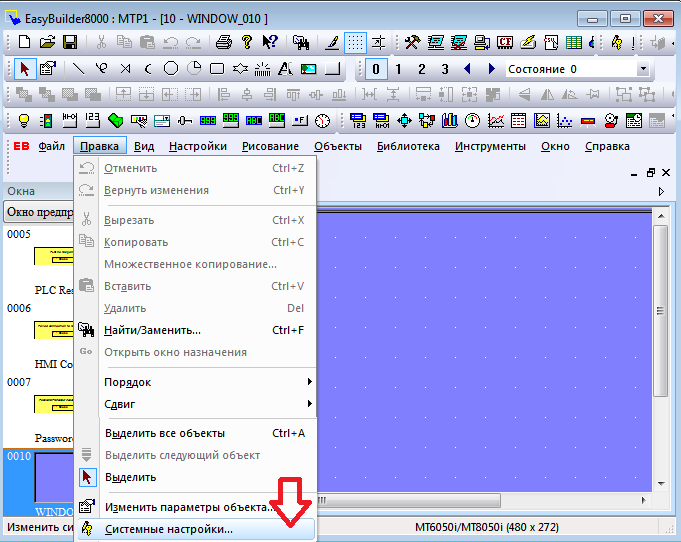 EasyBuilder8000 : MTP1 - [10 - WINDOW_010 ]
0 1 2 3 Состояние 0
EB Файл Правка Вид Настройки Рисование Объекты Библиотека Инструменты Окно Справка
Окна
Окно предпр
0005
PLC Res
0006
HMI Co
0007
Password
0010
WINDO
Отменить Ctrl+Z
Вернуть изменения Ctrl+Y
Вырезать Ctrl+X
Копировать Ctrl+C
Множественное копирование...
Вставить Ctrl+V
Удалить Del
Найти/Заменить... Ctrl+F
Go Открыть окно назначения
Порядок
Сдвиг
Выделить все объекты Ctrl+A
Выделить следующий объект
Выделить
Изменить параметры объекта...
Системные настройки...
Изменить си
MT6050i/MT8050i (480 x 272)